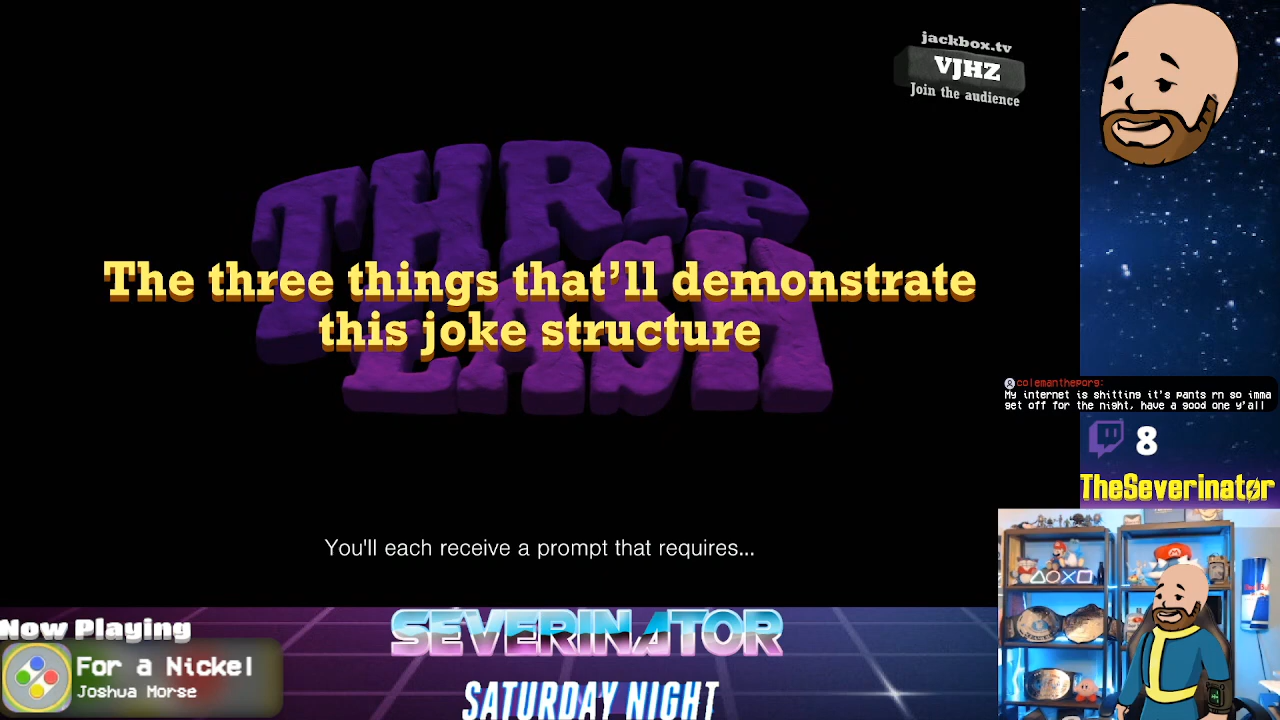 jackbox.tv
VJHZ
Join the audience
THRIP
LASH
The three things that'll demonstrate
this joke structure
You'll each receive a prompt that requires...
colemantheporg:
My internet is shitting it's pants rn so imma
get off for the night, have a good one y'all
8
TheSeverinator
Now Playing
For a Nickel
Joshua Morse
SEVERINATOR
SATURDAY NIGHT